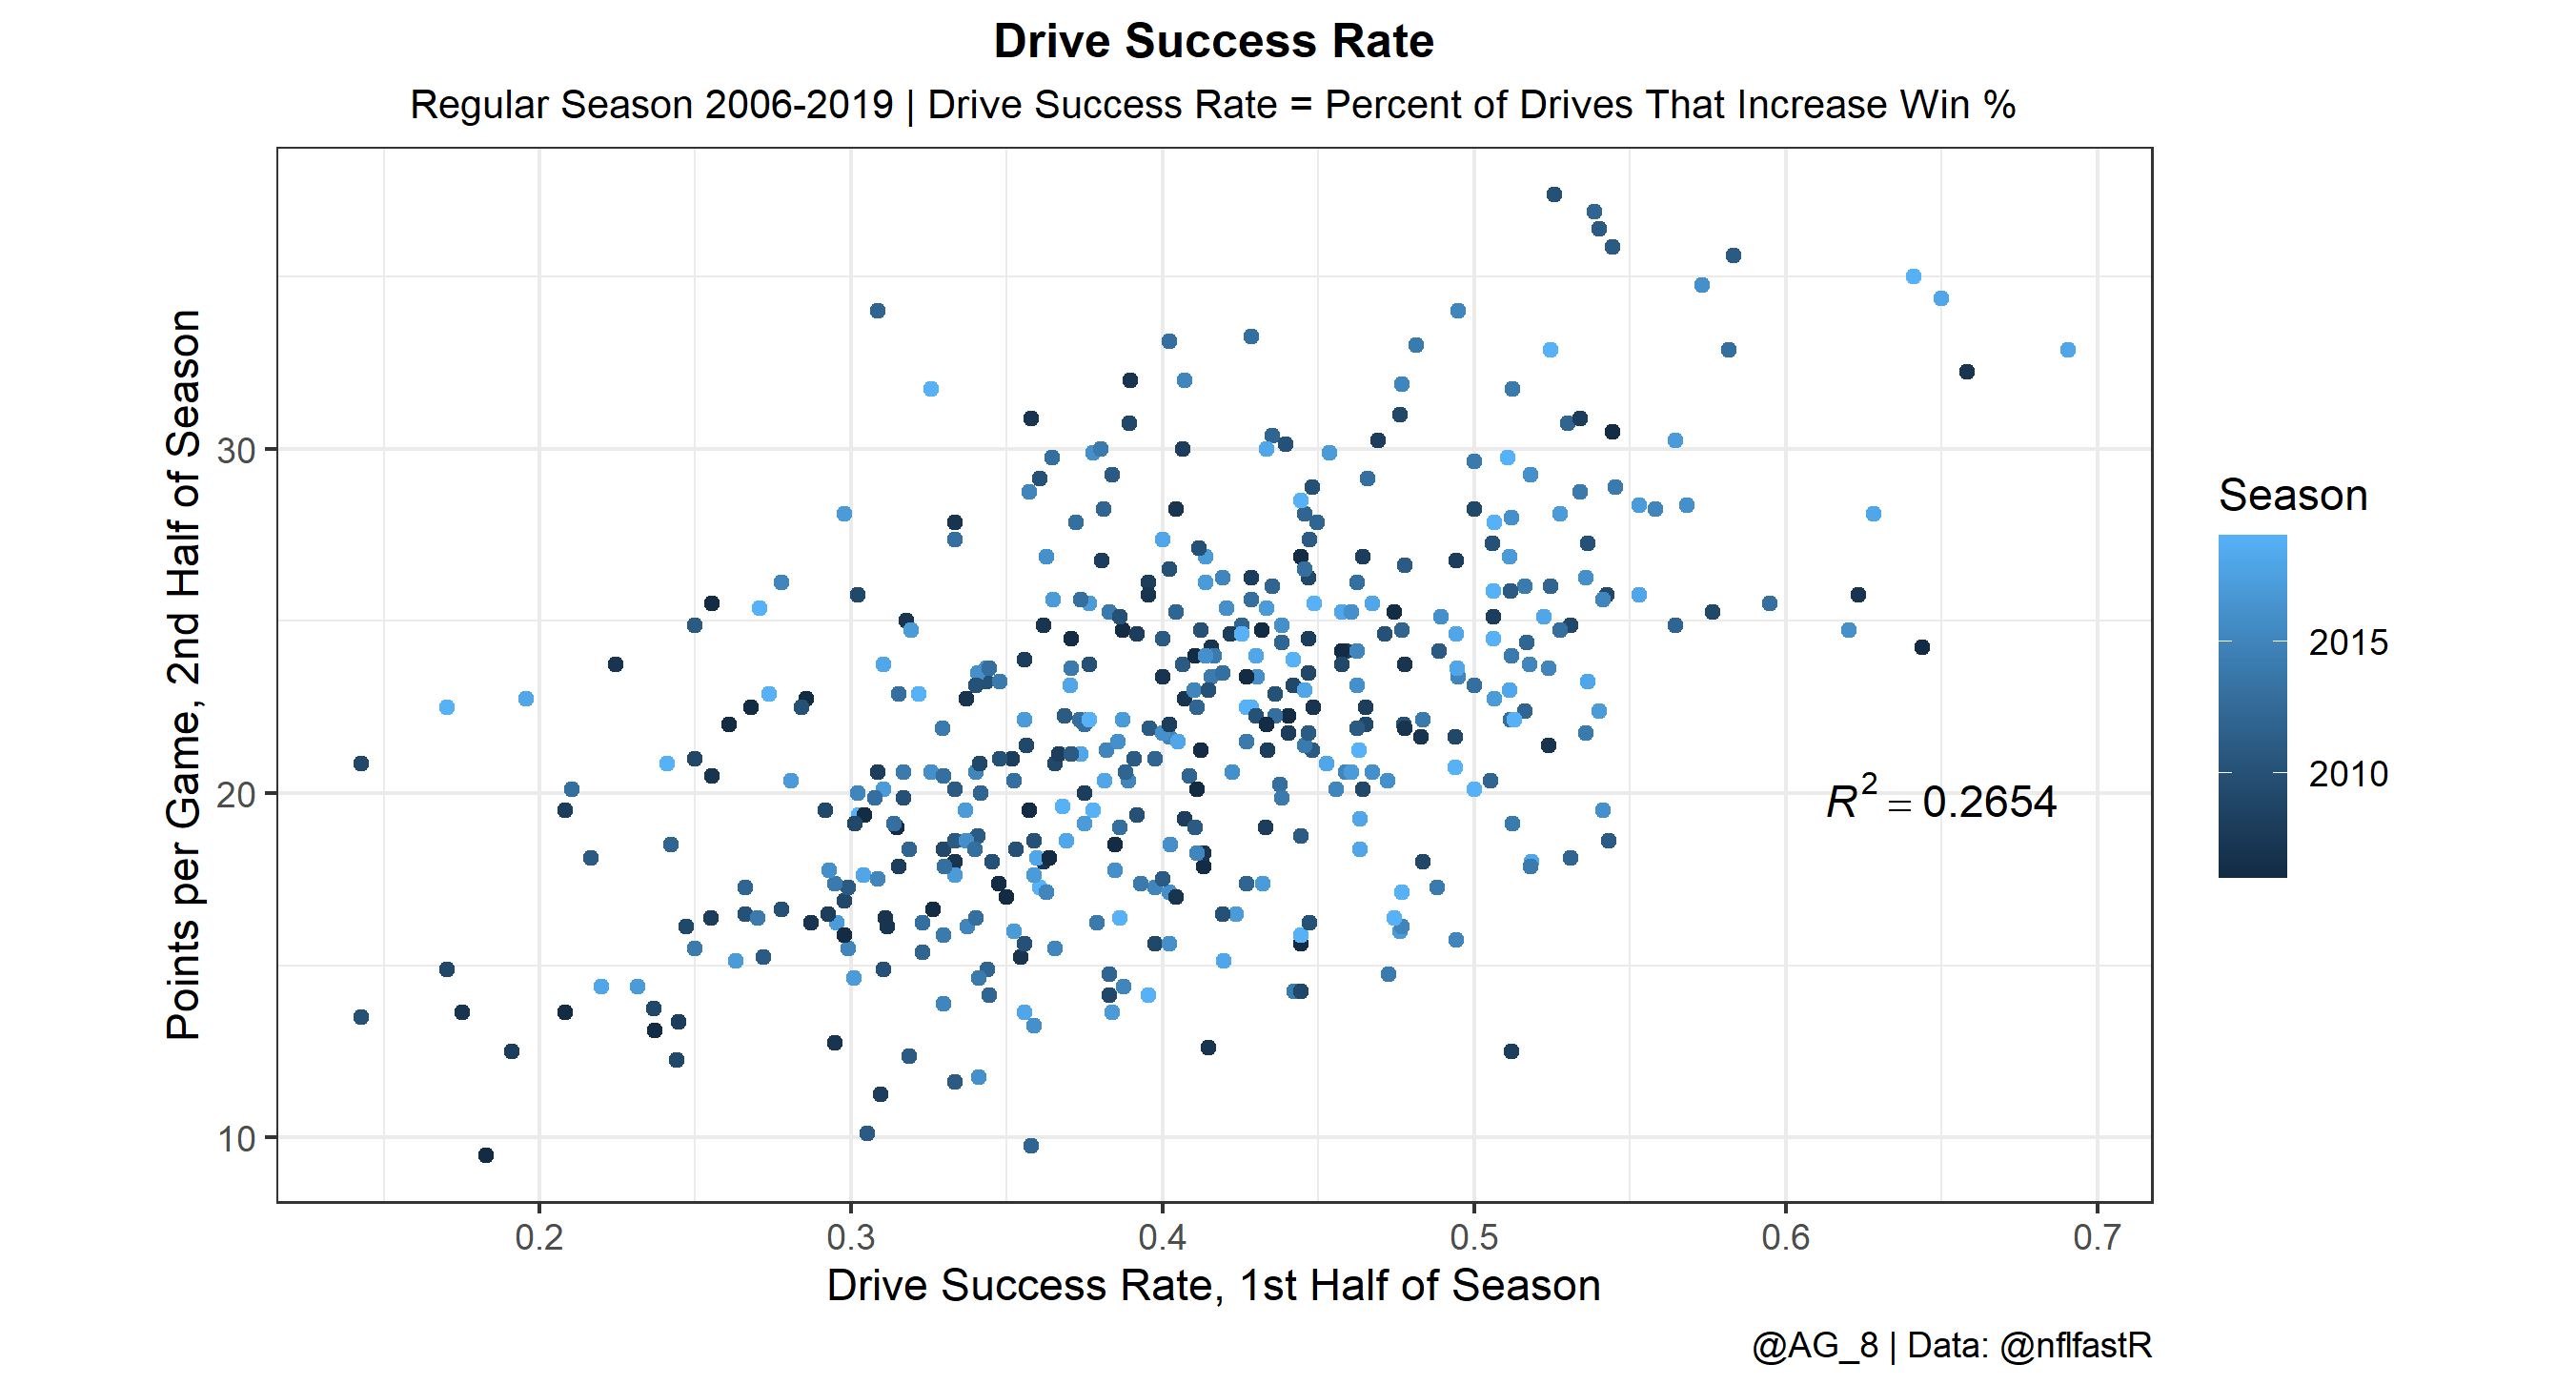 Drive Success Rate
Regular Season 2006-2019 | Drive Success Rate = Percent of Drives That Increase Win %
Points per Game, 2nd Half of Season
30
20
10
R² = 0.2654
0.2 0.3 0.4 0.5 0.6 0.7
Drive Success Rate, 1st Half of Season
Season
2015
2010
@AG_8 | Data: @nflfastR